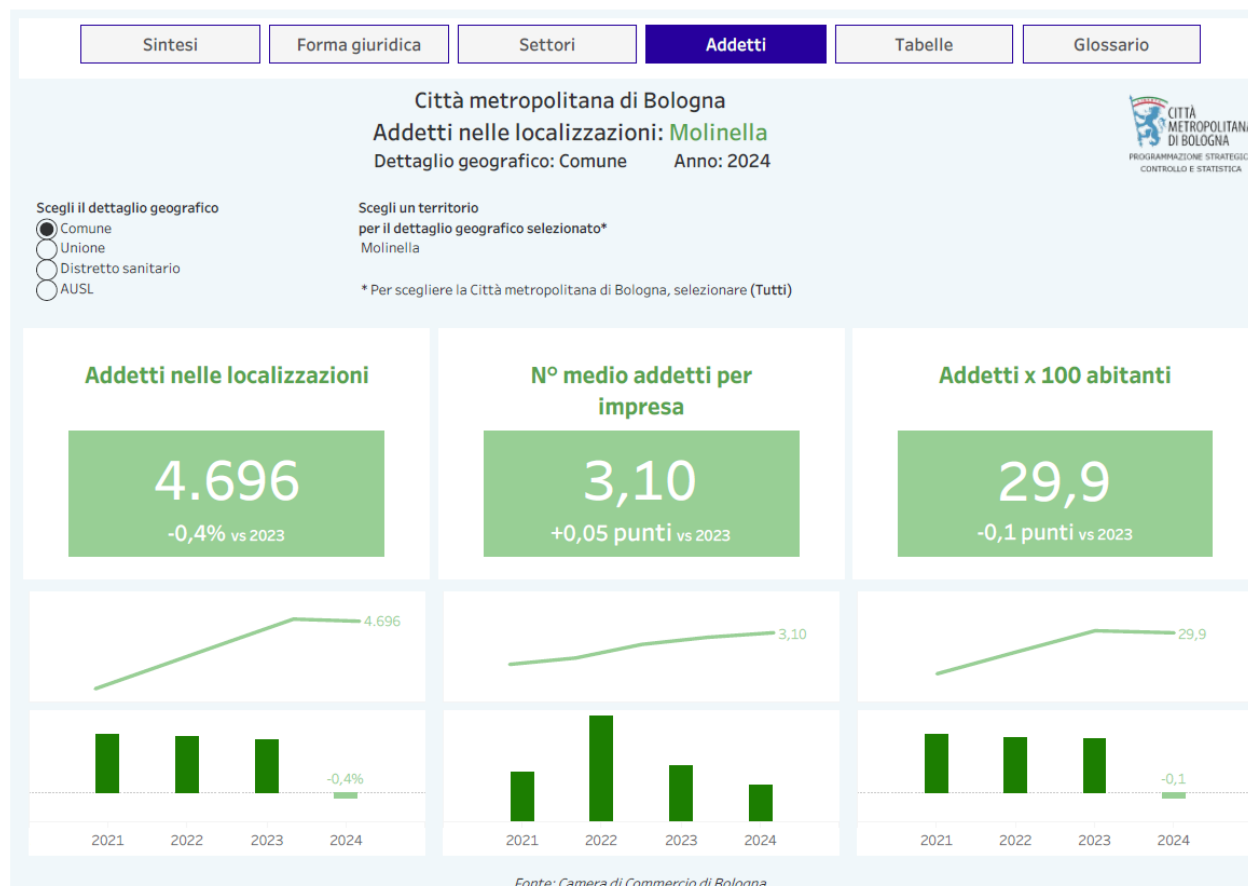 Sintesi
Forma giuridica
Settori
Addetti
Tabelle
Glossario
Città metropolitana di Bologna
Addetti nelle localizzazioni: Molinella
Dettaglio geografico: Comune Anno: 2024
CITTÀ
METROPOLITANA
DI BOLOGNA
PROGRAMMAZIONE STRATEGIC
CONTROLLO E STATISTICA
Scegli il dettaglio geografico
Comune
Unione
Distretto sanitario
AUSL
Scegli un territorio
per il dettaglio geografico selezionato*
Molinella
* Per scegliere la Città metropolitana di Bologna, selezionare (Tutti)
Addetti nelle localizzazioni
4.696
-0,4% vs 2023
N° medio addetti per
impresa
3,10
+0,05 punti vs 2023
Addetti x 100 abitanti
29,9
-0,1 punti vs 2023
4.696
3,10
29,9
-0,4%
2021 2022 2023 2024
2021 2022 2023 2024
-0,1
2021 2022 2023 2024
Fonte: Camera di Commercio di Bologna